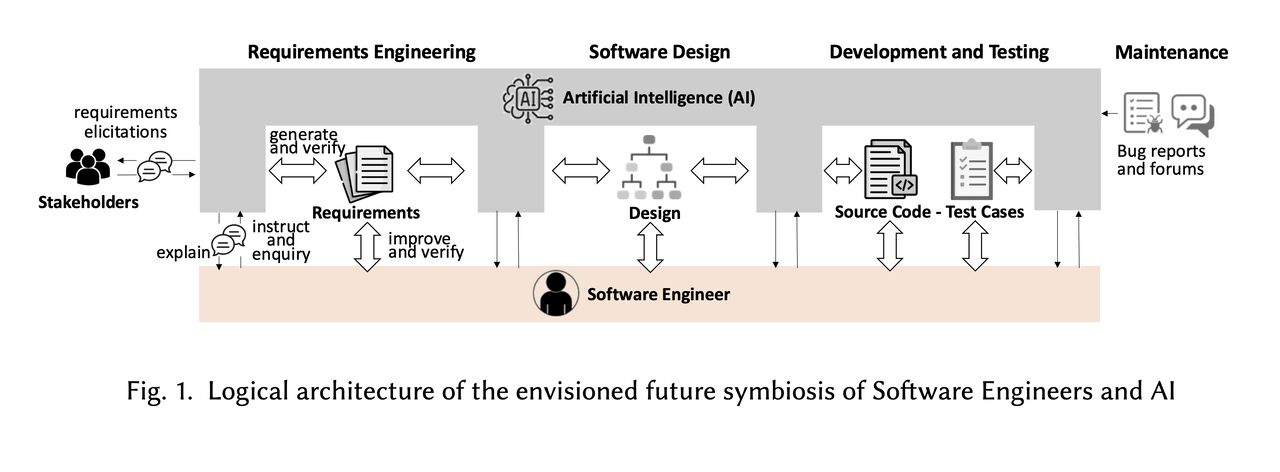 Requirements Engineering
Software Design
Development and Testing
Maintenance
AI
Artificial Intelligence (AI)
requirements
elicitations
Stakeholders
generate
and verify
Requirements
Design
</>
Source Code - Test Cases
Bug reports
and forums
explain
instruct
and
enquiry
improve
and verify
Software Engineer
Fig. 1. Logical architecture of the envisioned future symbiosis of Software Engineers and AI